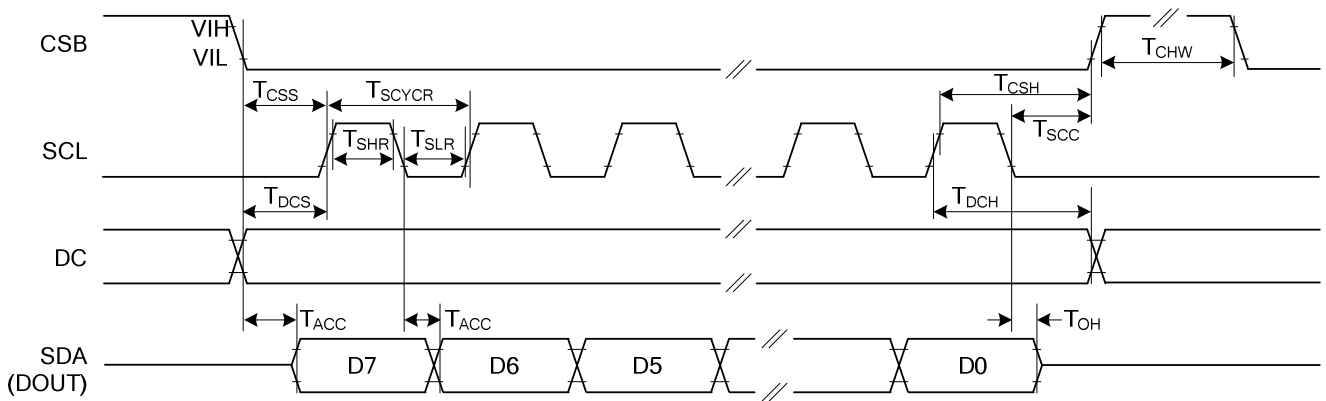 CSB
VIH
VIL
TCHW
TCSS
TSCYCR
TCSH
TSCC
SCL
TSHR
TSLR
TDCS
TDCH
DC
TACC
TACC
TOH
SDA
(DOUT)
D7
D6
D5
D0